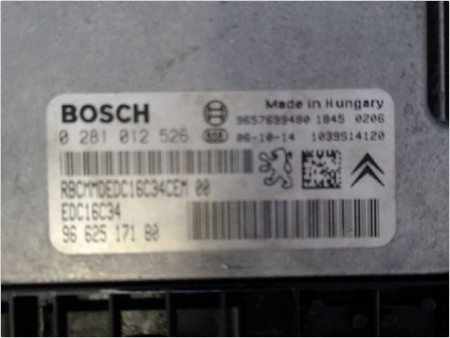 BOSCH
Made in Hungary
0 281 012 526
9657699480 1845 0206
06-10-14 1039S14120
RBCMMDEDC16C34CEM 00
EDC16C34
96 625 171 80